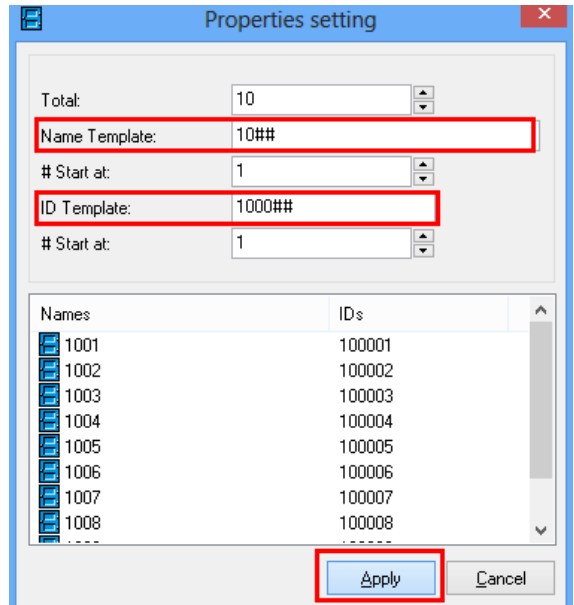 Properties setting
Total: 10
Name Template: 10##
# Start at: 1
ID Template: 1000##
# Start at: 1
Names IDs
1001 100001
1002 100002
1003 100003
1004 100004
1005 100005
1006 100006
1007 100007
1008 100008
Apply Cancel